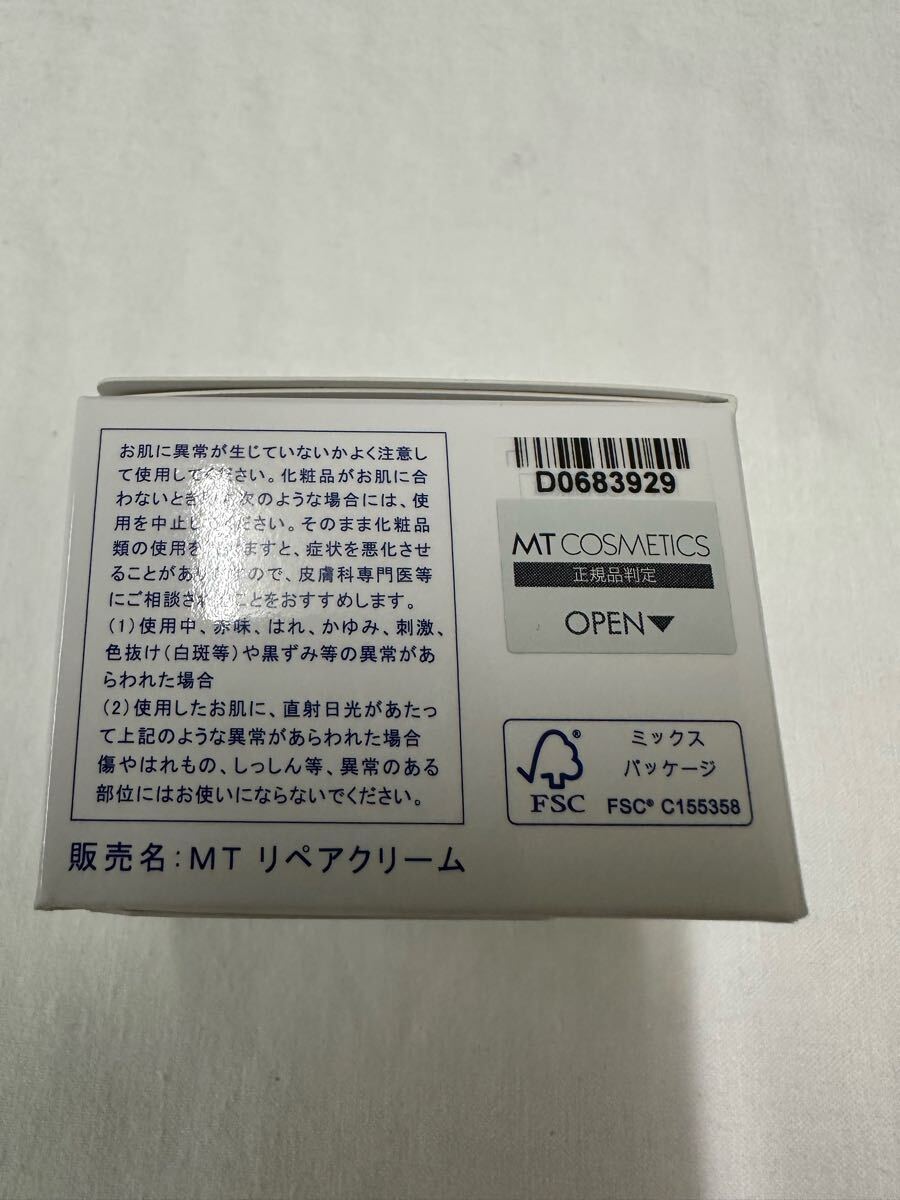 お肌に異常が生じていないかよく注意し
て使用してください。化粧品がお肌に合
わないとき 次のような場合には、使
用を中止してください。そのまま化粧品
類の使用を ますと、症状を悪化させ
ることがありますので、皮膚科専門医等
にご相談されることをおすすめします。
(1)使用中、赤味、はれ、かゆみ、刺激、
色抜け(白斑等)や黒ずみ等の異常があ
らわれた場合
(2)使用したお肌に、直射日光があたっ
て上記のような異常があらわれた場合
傷やはれもの、しっしん等、異常のある
部位にはお使いにならないでください。
販売名:MT リペアクリーム
D0683929
MT COSMETICS
正規品判定
OPEN▼
FSC®
ミックス
パッケージ
FSC® C155358